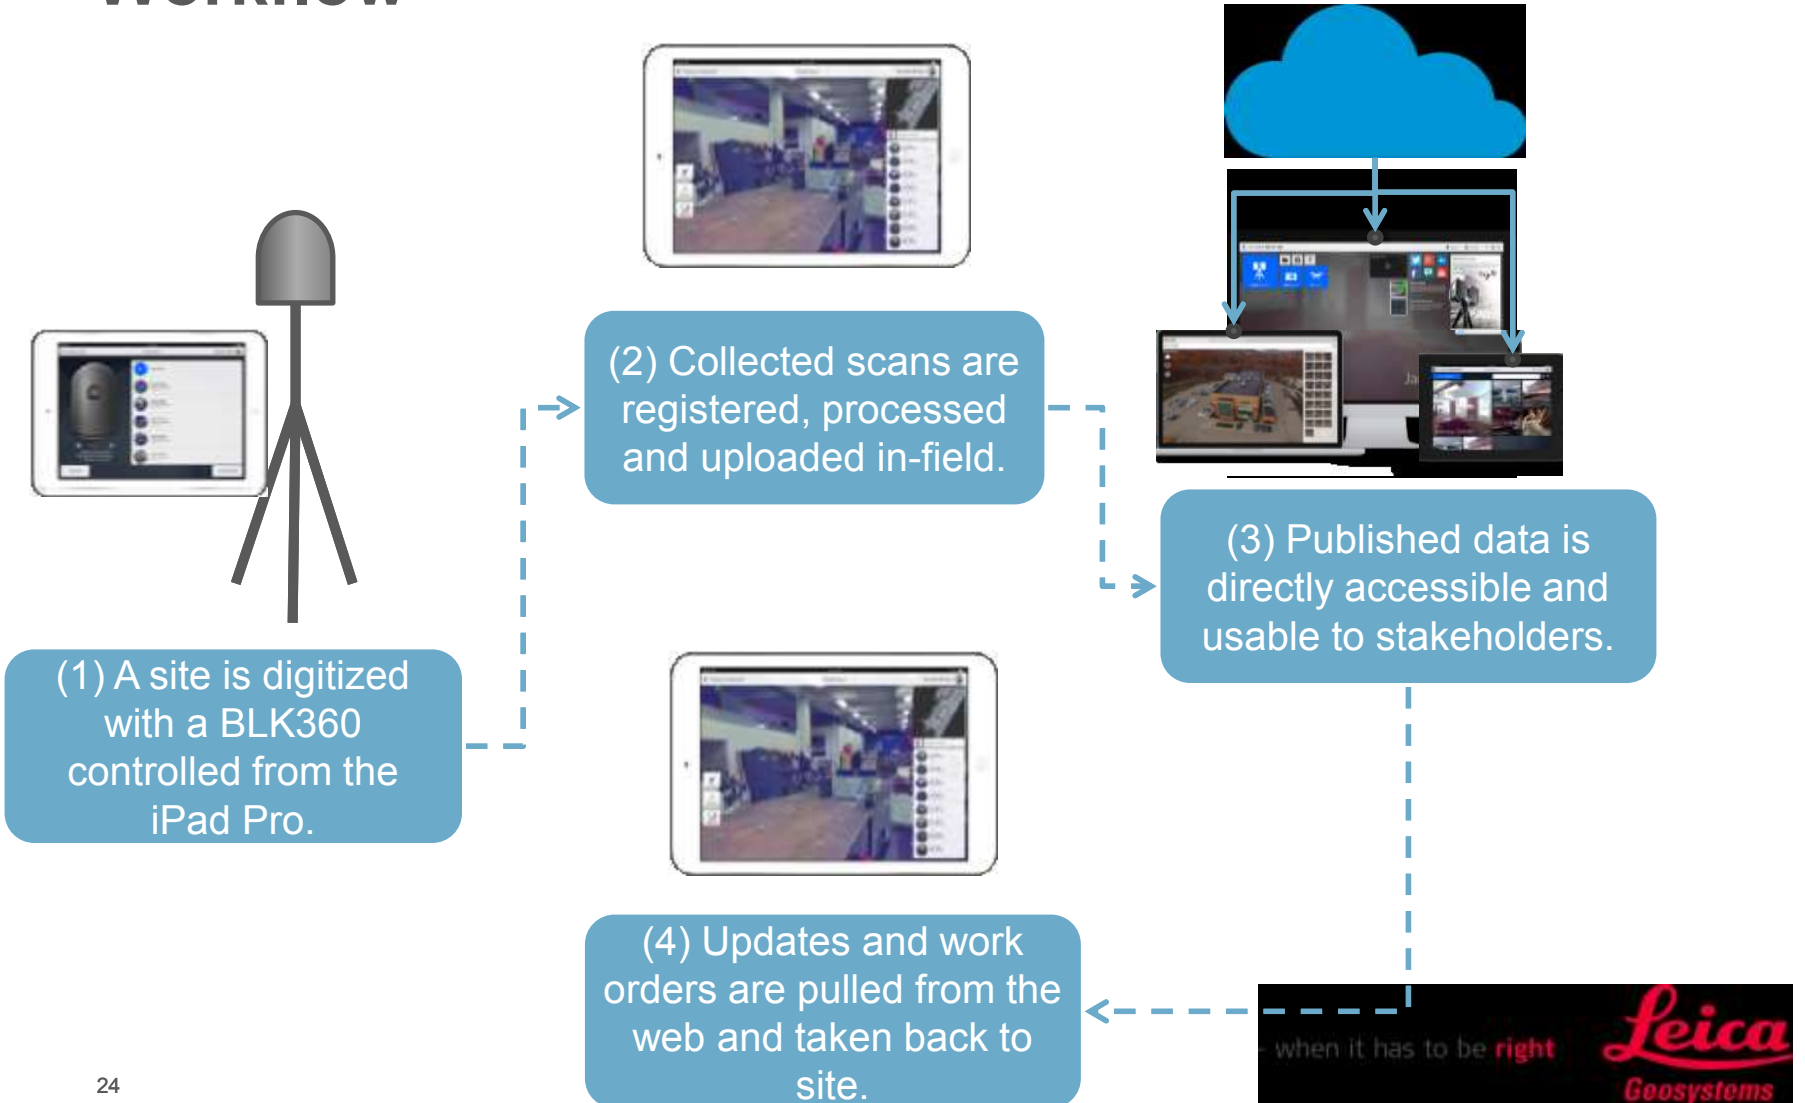 Workflow
(1) A site is digitized
with a BLK360
controlled from the
iPad Pro.
(2) Collected scans are
registered, processed
and uploaded in-field.
(3) Published data is
directly accessible and
usable to stakeholders.
(4) Updates and work
orders are pulled from the
web and taken back to
site.
- when it has to be right
Leica
Geosystems
24